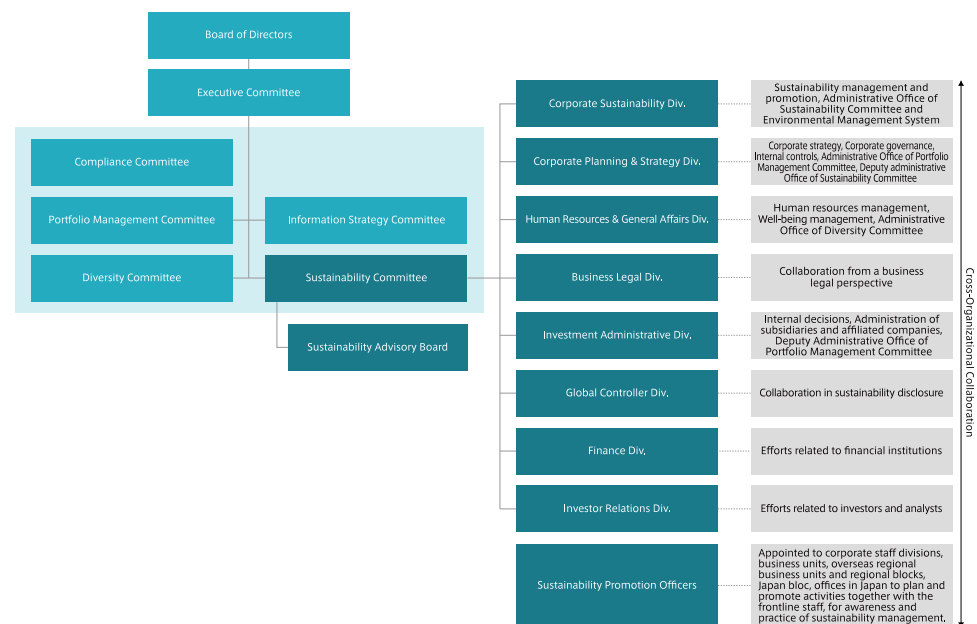 Board of Directors
Executive Committee
Compliance Committee
Portfolio Management Committee
Information Strategy Committee
Diversity Committee
Sustainability Committee
Sustainability Advisory Board
Corporate Sustainability Div.
Sustainability management and
promotion, Administrative Office of
Sustainability Committee and
Environmental Management System
Corporate Planning & Strategy Div.
Corporate strategy, Corporate governance,
Internal controls, Administrative Office of Portfolio
Management Committee, Deputy administrative
Office of Sustainability Committee
Human Resources & General Affairs Div.
Human resources management,
Well-being management, Administrative
Office of Diversity Committee
Business Legal Div.
Collaboration from a business
legal perspective
Investment Administrative Div.
Internal decisions, Administration of
subsidiaries and affiliated companies,
Deputy Administrative Office of
Portfolio Management Committee
Global Controller Div.
Collaboration in sustainability disclosure
Finance Div.
Efforts related to financial institutions
Investor Relations Div.
Efforts related to investors and analysts
Sustainability Promotion Officers
Appointed to corporate staff divisions,
business units, overseas regional
business units and regional blocks,
Japan bloc, offices in Japan to plan and
promote activities together with the
frontline staff, for awareness and
practice of sustainability management.
Cross-Organizational Collaboration